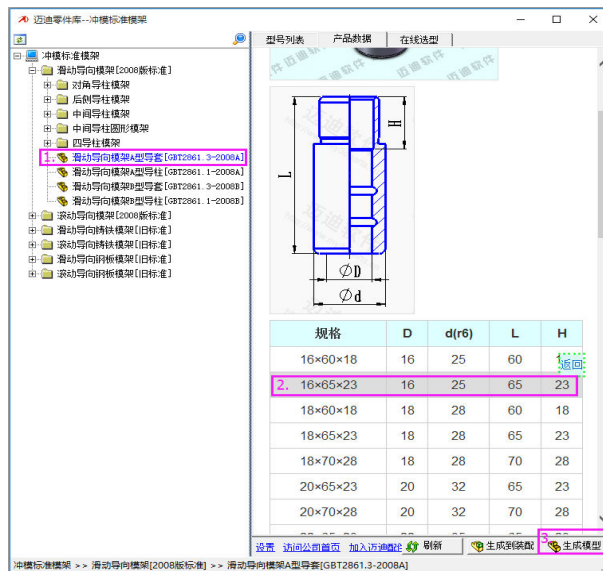 迈迪零件库--冲模标准模架
型号列表 产品数据 在线选型
冲模标准模架
滑动导向模架[2008版标准]
对角导柱模架
后侧导柱模架
中间导柱模架
中间导柱圆形模架
四导柱模架
1. 滑动导向模架A型导套[GBT2861.3-2008A]
滑动导向模架A型导柱[GBT2861.1-2008A]
滑动导向模架B型导套[GBT2861.3-2008B]
滑动导向模架B型导柱[GBT2861.1-2008B]
滚动导向模架[2008版标准]
滑动导向铸铁模架[旧标准]
滚动导向铸铁模架[旧标准]
滑动导向钢板模架[旧标准]
滚动导向钢板模架[旧标准]
迈迪软件
H
L
ØD
Ød
规格 D d(r6) L H
16×60×18 16 25 60
返回
2. 16×65×23 16 25 65 23
18×60×18 18 28 60 18
18×65×23 18 28 65 23
18×70×28 18 28 70 28
20×65×23 20 32 65 23
20×70×28 20 32 70 28
设置 访问公司首页 加入迈迪 刷新 生成到装配 3. 生成模型
冲模标准模架 >> 滑动导向模架[2008版标准] >> 滑动导向模架A型导套[GBT2861.3-2008A]